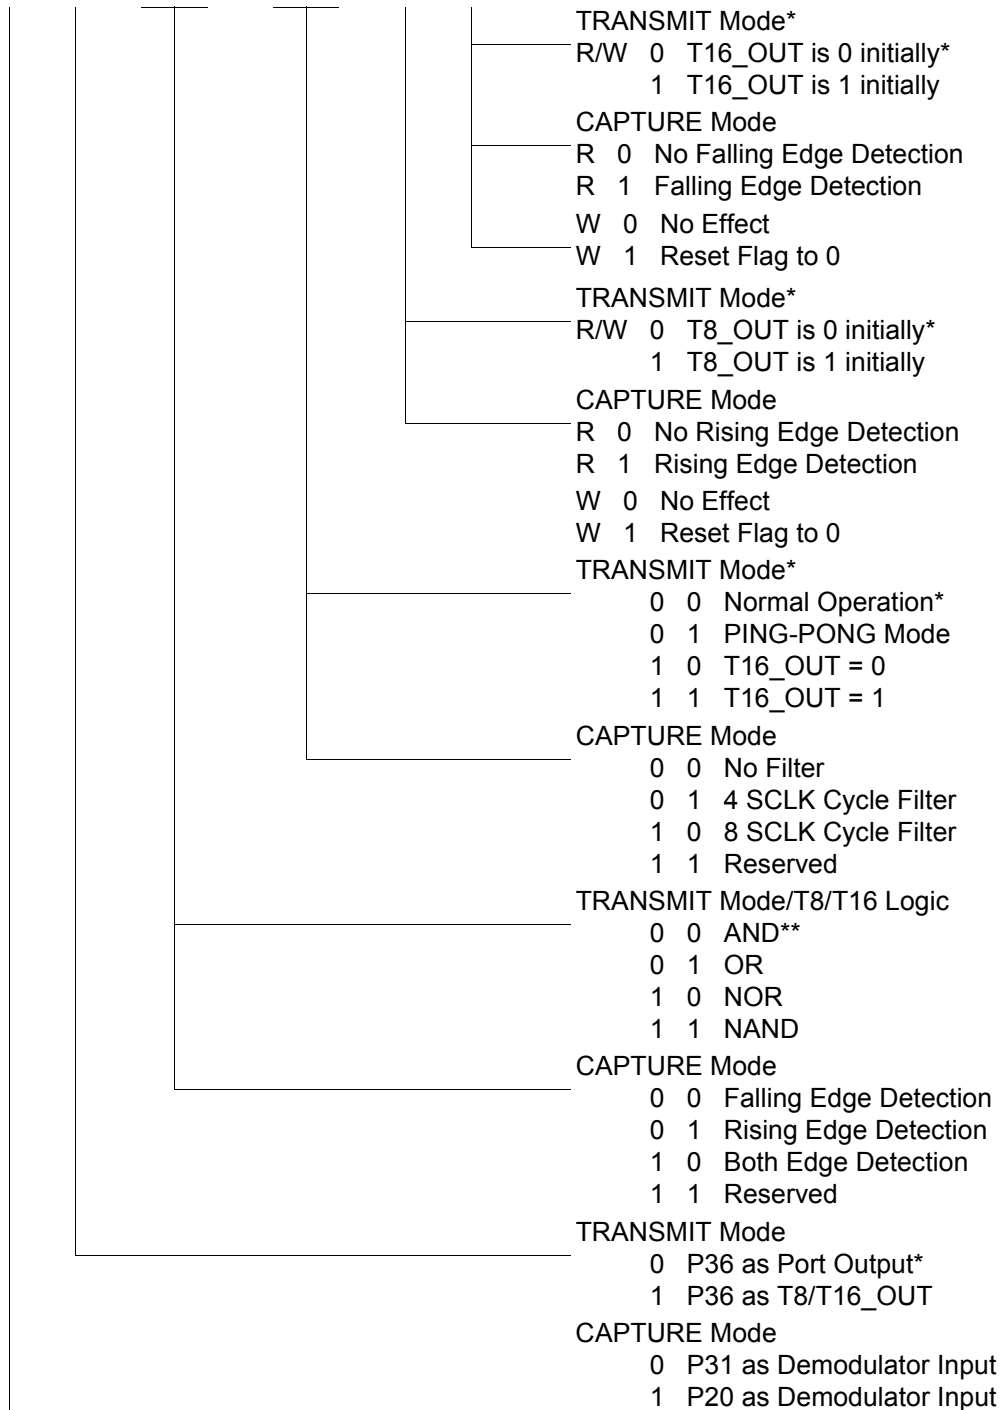 TRANSMIT Mode*
R/W 0 T16_OUT is 0 initially*
1 T16_OUT is 1 initially
CAPTURE Mode
R 0 No Falling Edge Detection
R 1 Falling Edge Detection
W 0 No Effect
W 1 Reset Flag to 0
TRANSMIT Mode*
R/W 0 T8_OUT is 0 initially*
1 T8_OUT is 1 initially
CAPTURE Mode
R 0 No Rising Edge Detection
R 1 Rising Edge Detection
W 0 No Effect
W 1 Reset Flag to 0
TRANSMIT Mode*
0 0 Normal Operation*
0 1 PING-PONG Mode
1 0 T16_OUT = 0
1 1 T16_OUT = 1
CAPTURE Mode
0 0 No Filter
0 1 4 SCLK Cycle Filter
1 0 8 SCLK Cycle Filter
1 1 Reserved
TRANSMIT Mode/T8/T16 Logic
0 0 AND**
0 1 OR
1 0 NOR
1 1 NAND
CAPTURE Mode
0 0 Falling Edge Detection
0 1 Rising Edge Detection
1 0 Both Edge Detection
1 1 Reserved
TRANSMIT Mode
0 P36 as Port Output*
1 P36 as T8/T16_OUT
CAPTURE Mode
0 P31 as Demodulator Input
1 P20 as Demodulator Input